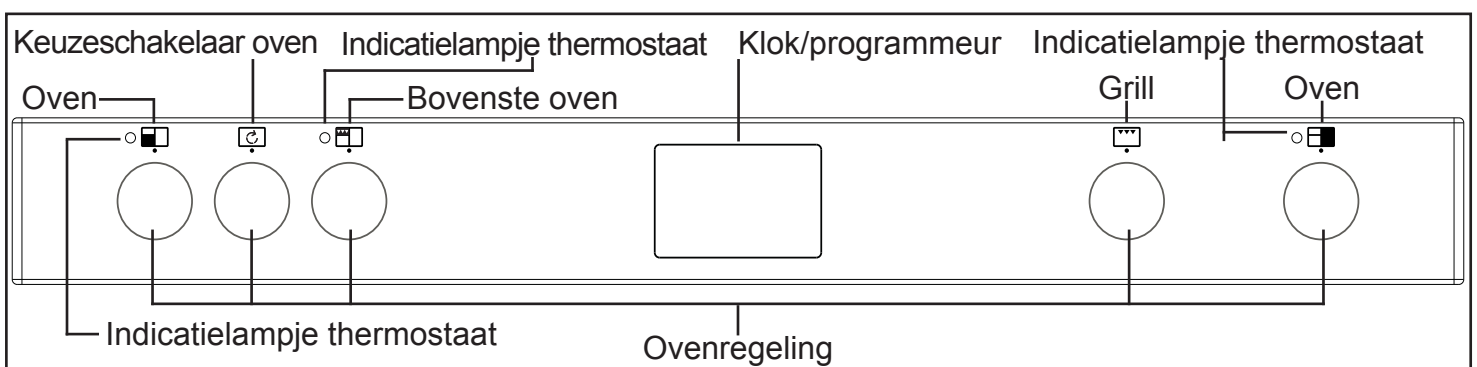 Keuzeschakelaar oven Indicatielampje thermostaat Klok/programmeur Indicatielampje thermostaat
Oven Bovenste oven Grill Oven
Indicatielampje thermostaat
Ovenregeling